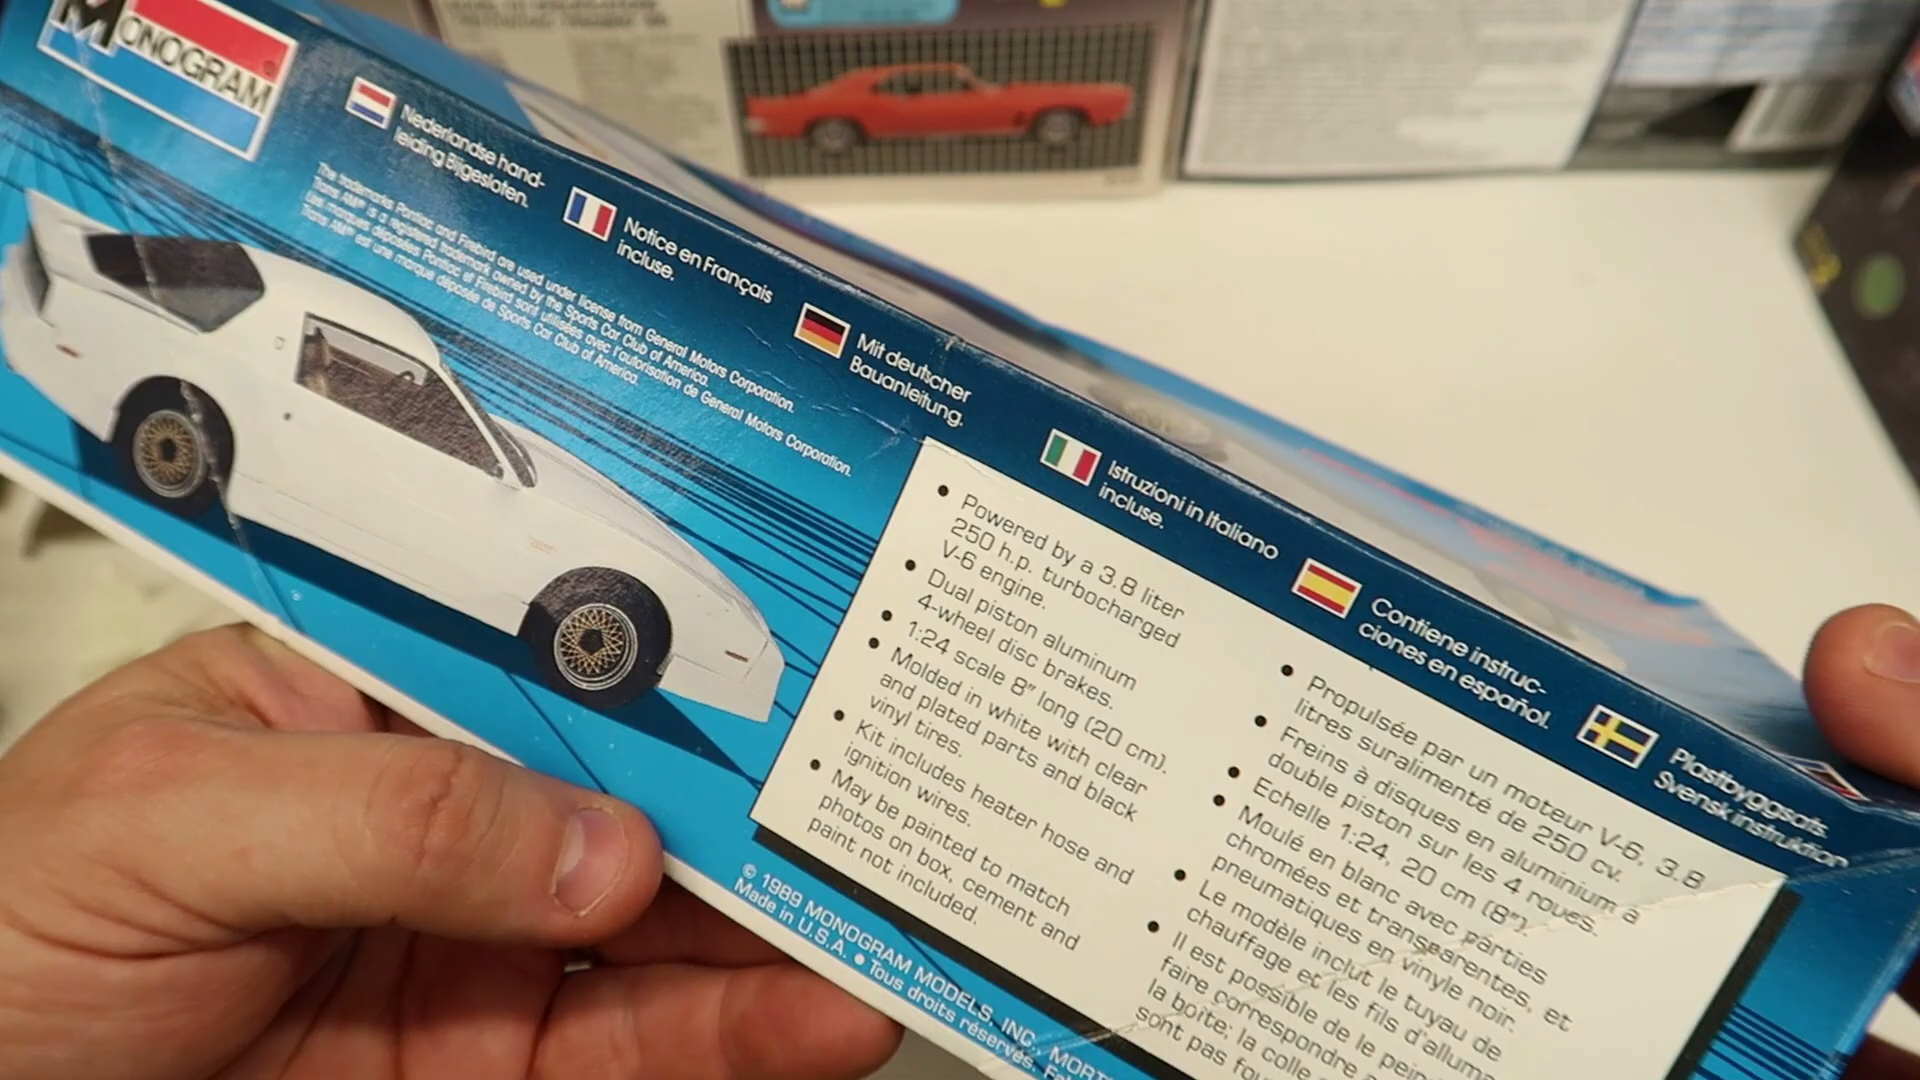 MONOGRAM
Nederlandse hand-
leiding Bijgesloten.
Notice en Français
incluse.
Mit deutscher
Bauanleitung.
Istruzioni in Italiano
incluse.
Contiene instruc-
ciones en español.
Plastbyggsats.
Svensk instruktion
The trademarks Pontiac and Firebird are used under license from General Motors Corporation.
Trans AM® is a registered trademark owned by the Sports Car Club of America.
Les marques déposées Pontiac et Firebird sont utilisées avec l'autorisation de General Motors Corporation.
Trans AM® est une marque déposée de Sports Car Club of America.
• Powered by a 3.8 liter
250 h.p. turbocharged
V-6 engine.
• Dual piston aluminum
4-wheel disc brakes.
• 1:24 scale 8" long (20 cm).
• Molded in white with clear
and plated parts and black
vinyl tires.
• Kit includes heater hose and
ignition wires.
• May be painted to match
photos on box, cement and
paint not included.
• Propulsée par un moteur V-6, 3.8
litres suralimenté de 250 cv.
• Freins à disques en aluminium à
double piston sur les 4 roues.
• Echelle 1:24, 20 cm (8")
• Moulé en blanc avec parties
chromées et transparentes, et
pneumatiques en vinyle noir.
• Le modèle inclut le tuyau de
chauffage et les fils d'alluma
• Il est possible de le pein
faire correspondre
la boîte; la colle
sont pas fou
© 1989 MONOGRAM MODELS, INC., MORT
Made in U.S.A. • Tous droits réservés.